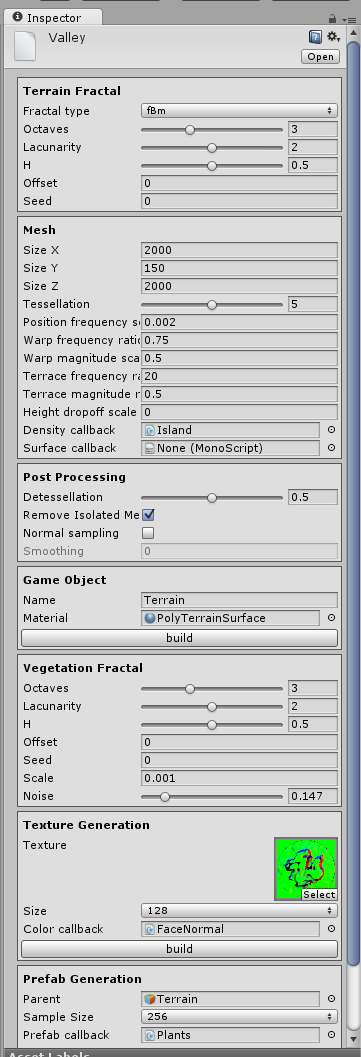 Inspector
Valley
Open
Terrain Fractal
Fractal type fBm
Octaves 3
Lacunarity 2
H 0.5
Offset 0
Seed 0
Mesh
Size X 2000
Size Y 150
Size Z 2000
Tessellation 5
Position frequency s 0.002
Warp frequency ratio 0.75
Warp magnitude sca 0.5
Terrace frequency ra 20
Terrace magnitude r 0.5
Height dropoff scale 0
Density callback Island
Surface callback None (MonoScript)
Post Processing
Detessellation 0.5
Remove Isolated Me
Normal sampling
Smoothing 0
Game Object
Name Terrain
Material PolyTerrainSurface
build
Vegetation Fractal
Octaves 3
Lacunarity 2
H 0.5
Offset 0
Seed 0
Scale 0.001
Noise 0.147
Texture Generation
Texture
Select
Size 128
Color callback FaceNormal
build
Prefab Generation
Parent Terrain
Sample Size 256
Prefab callback Plants
Asset Labels